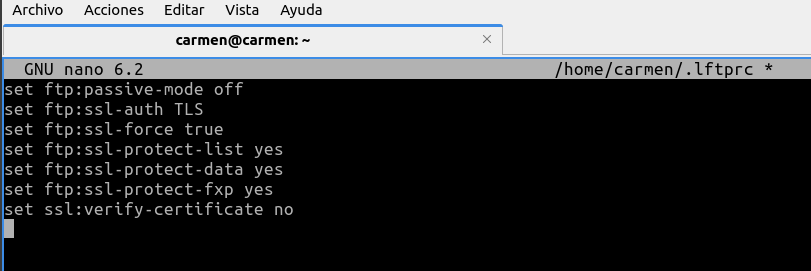 Archivo Acciones Editar Vista Ayuda
carmen@carmen: ~ ×
GNU nano 6.2 /home/carmen/.lftprc *
set ftp:passive-mode off
set ftp:ssl-auth TLS
set ftp:ssl-force true
set ftp:ssl-protect-list yes
set ftp:ssl-protect-data yes
set ftp:ssl-protect-fxp yes
set ssl:verify-certificate no